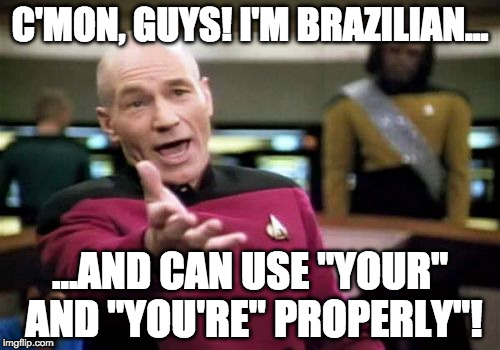 C'MON, GUYS! I'M BRAZILIAN...
...AND CAN USE "YOUR"
AND "YOU'RE" PROPERLY"!
imgflip.com